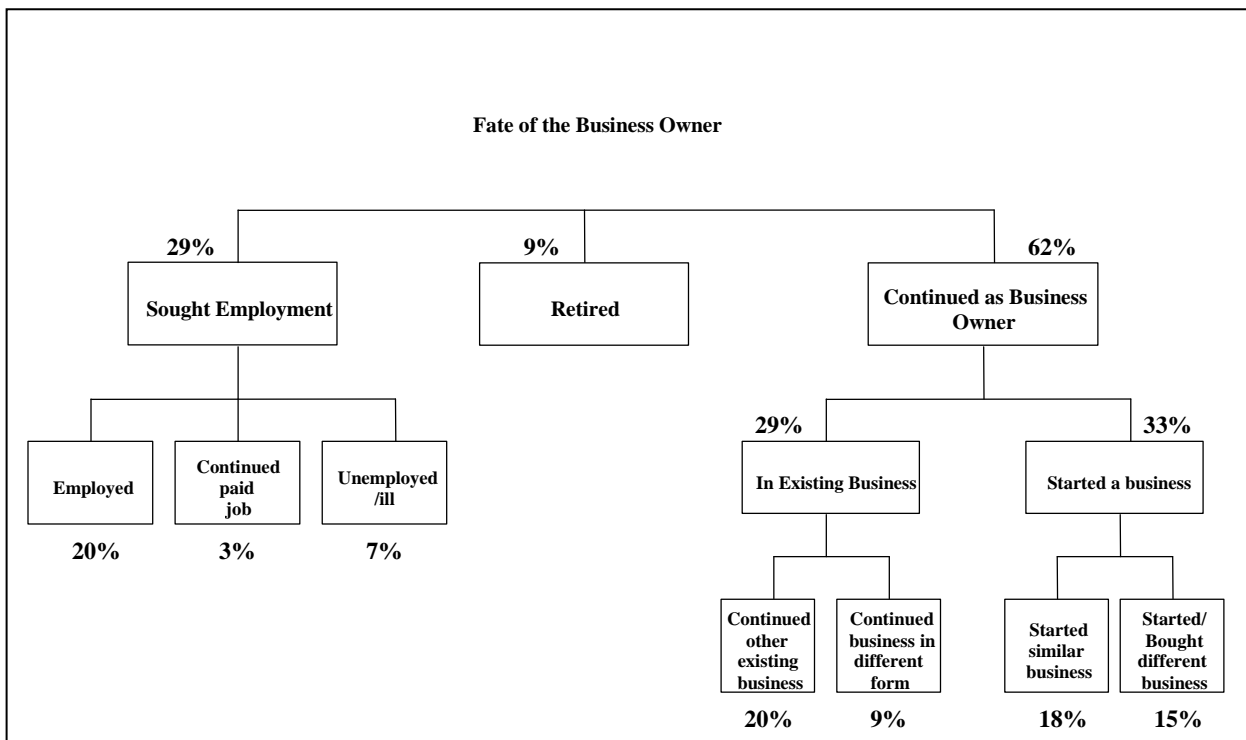 Fate of the Business Owner
29%
9%
62%
Sought Employment
Retired
Continued as Business
Owner
29%
33%
Employed
Continued
paid
job
Unemployed
/ill
In Existing Business
Started a business
20%
3%
7%
Continued
other
existing
business
Continued
business in
different
form
Started
similar
business
Started/
Bought
different
business
20%
9%
18%
15%